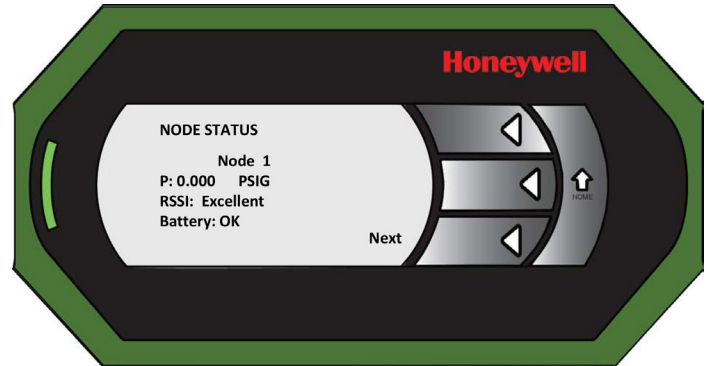 Honeywell
NODE STATUS
Node 1
P: 0.000 PSIG
RSSI: Excellent
Battery: OK
Next
HOME